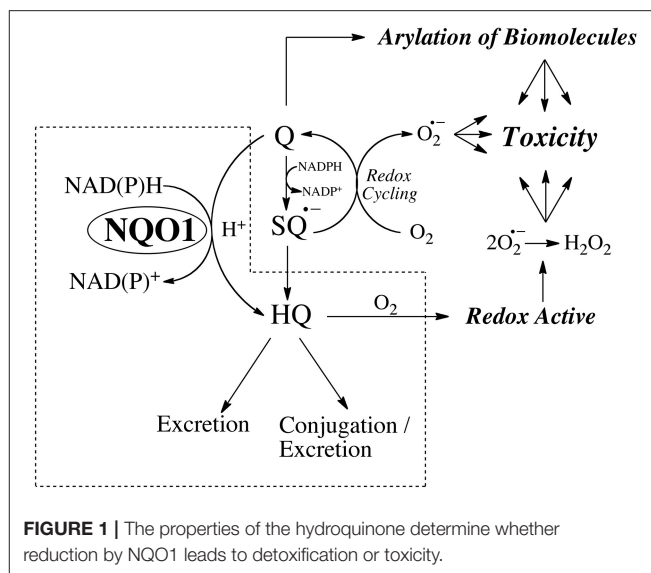 Arylation of Biomolecules
Q
O₂•−
Toxicity
NAD(P)H
NADPH
NADP⁺
Redox
Cycling
NQO1
H⁺
SQ•−
O₂
2O₂•− → H₂O₂
NAD(P)⁺
HQ
O₂
Redox Active
Excretion
Conjugation /
Excretion
FIGURE 1 | The properties of the hydroquinone determine whether
reduction by NQO1 leads to detoxification or toxicity.